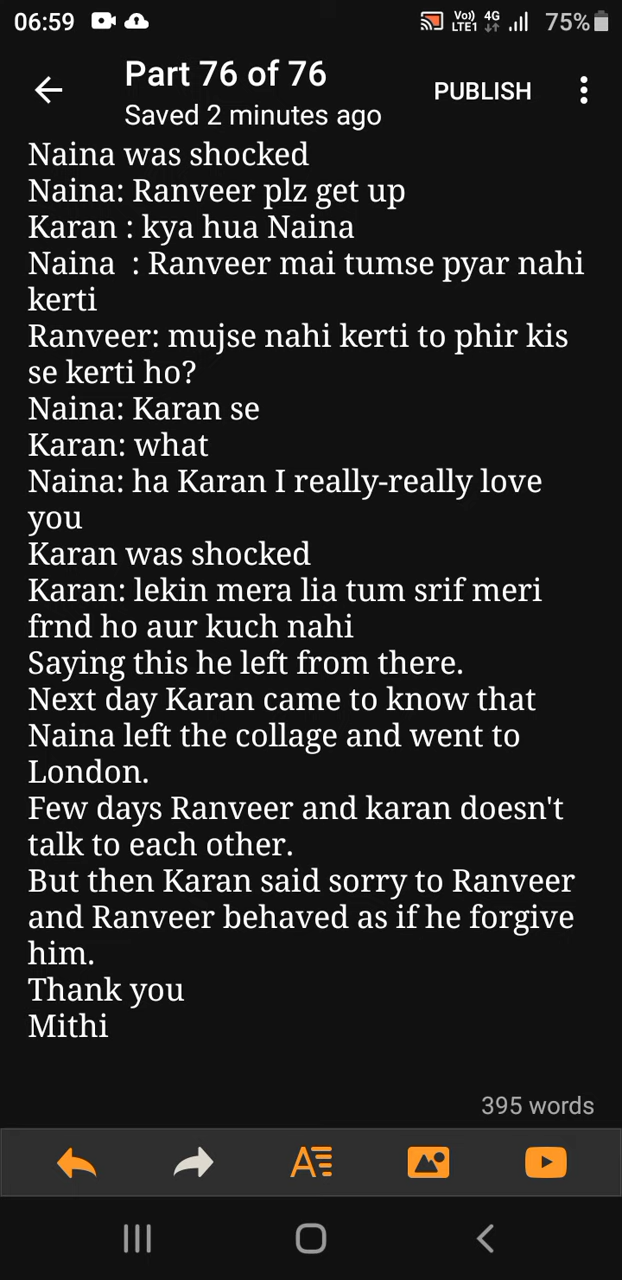 06:59
Vo))
LTE1
4G
75%
Part 76 of 76
Saved 2 minutes ago
PUBLISH
Naina was shocked
Naina: Ranveer plz get up
Karan : kya hua Naina
Naina  : Ranveer mai tumse pyar nahi
kerti
Ranveer: mujse nahi kerti to phir kis
se kerti ho?
Naina: Karan se
Karan: what
Naina: ha Karan I really-really love
you
Karan was shocked
Karan: lekin mera lia tum srif meri
frnd ho aur kuch nahi
Saying this he left from there.
Next day Karan came to know that
Naina left the collage and went to
London.
Few days Ranveer and karan doesn't
talk to each other.
But then Karan said sorry to Ranveer
and Ranveer behaved as if he forgive
him.
Thank you
Mithi
395 words